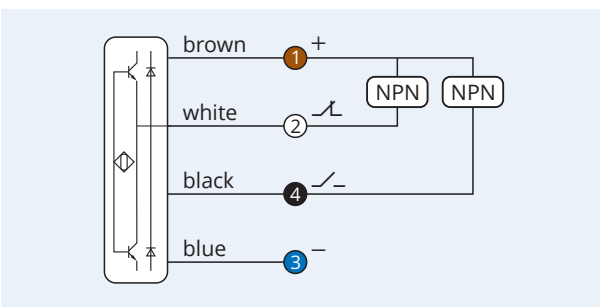 brown 1 +
NPN NPN
white 2
black 4
blue 3 −